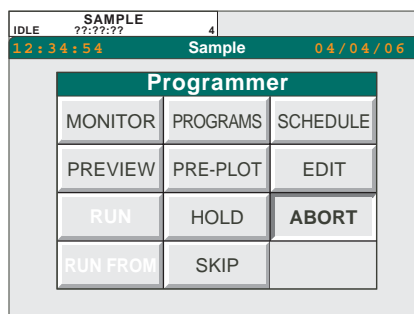 SAMPLE
IDLE ??:??:?? 4
12:34:54 Sample 04/04/06
Programmer
MONITOR PROGRAMS SCHEDULE
PREVIEW PRE-PLOT EDIT
RUN HOLD ABORT
RUN FROM SKIP